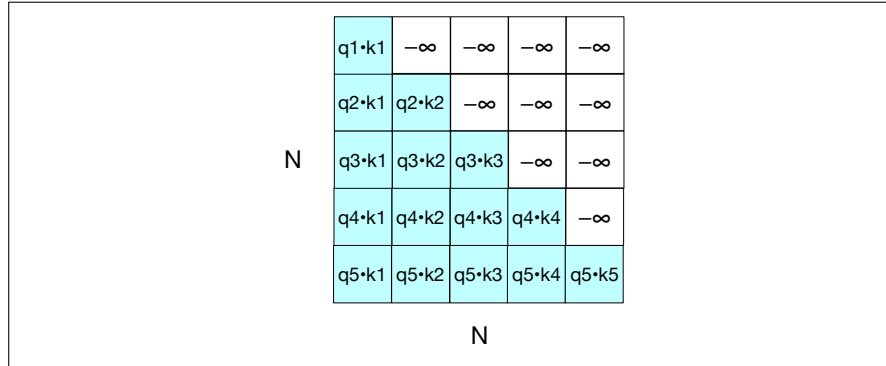 q1•k1 −∞ −∞ −∞ −∞
q2•k1 q2•k2 −∞ −∞ −∞
N q3•k1 q3•k2 q3•k3 −∞ −∞
q4•k1 q4•k2 q4•k3 q4•k4 −∞
q5•k1 q5•k2 q5•k3 q5•k4 q5•k5
N